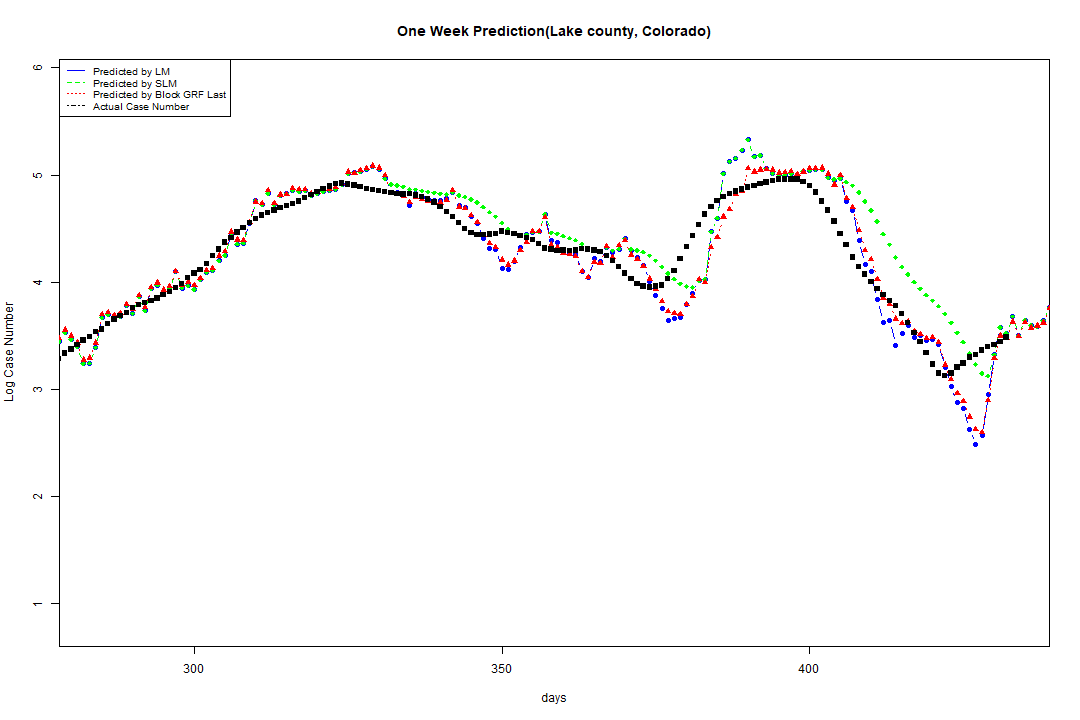 One Week Prediction(Lake county, Colorado)
6
Predicted by LM
Predicted by SLM
Predicted by Block GRF Last
Actual Case Number
5
4
3
2
1
Log Case Number
300
350
400
days